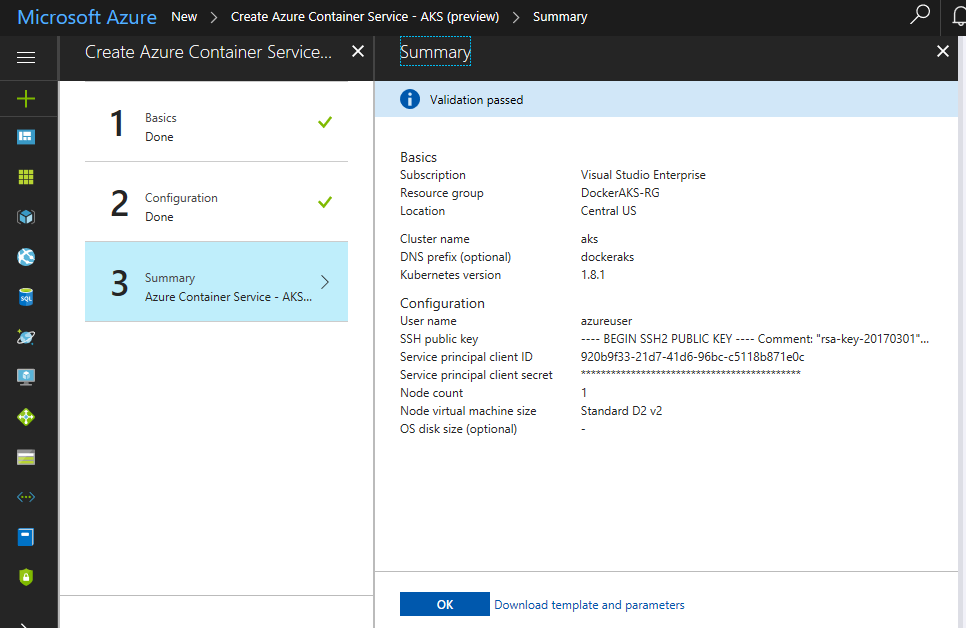 Microsoft Azure New > Create Azure Container Service - AKS (preview) > Summary
Create Azure Container Service...
1
Basics
Done
2
Configuration
Done
3
Summary
Azure Container Service - AKS...
Summary
Validation passed
Basics
Subscription Visual Studio Enterprise
Resource group DockerAKS-RG
Location Central US
Cluster name aks
DNS prefix (optional) dockeraks
Kubernetes version 1.8.1
Configuration
User name azureuser
SSH public key ---- BEGIN SSH2 PUBLIC KEY ---- Comment: "rsa-key-20170301"...
Service principal client ID 920b9f33-21d7-41d6-96bc-c5118b871e0c
Service principal client secret ********************************************
Node count 1
Node virtual machine size Standard D2 v2
OS disk size (optional) -
OK Download template and parameters
SQL